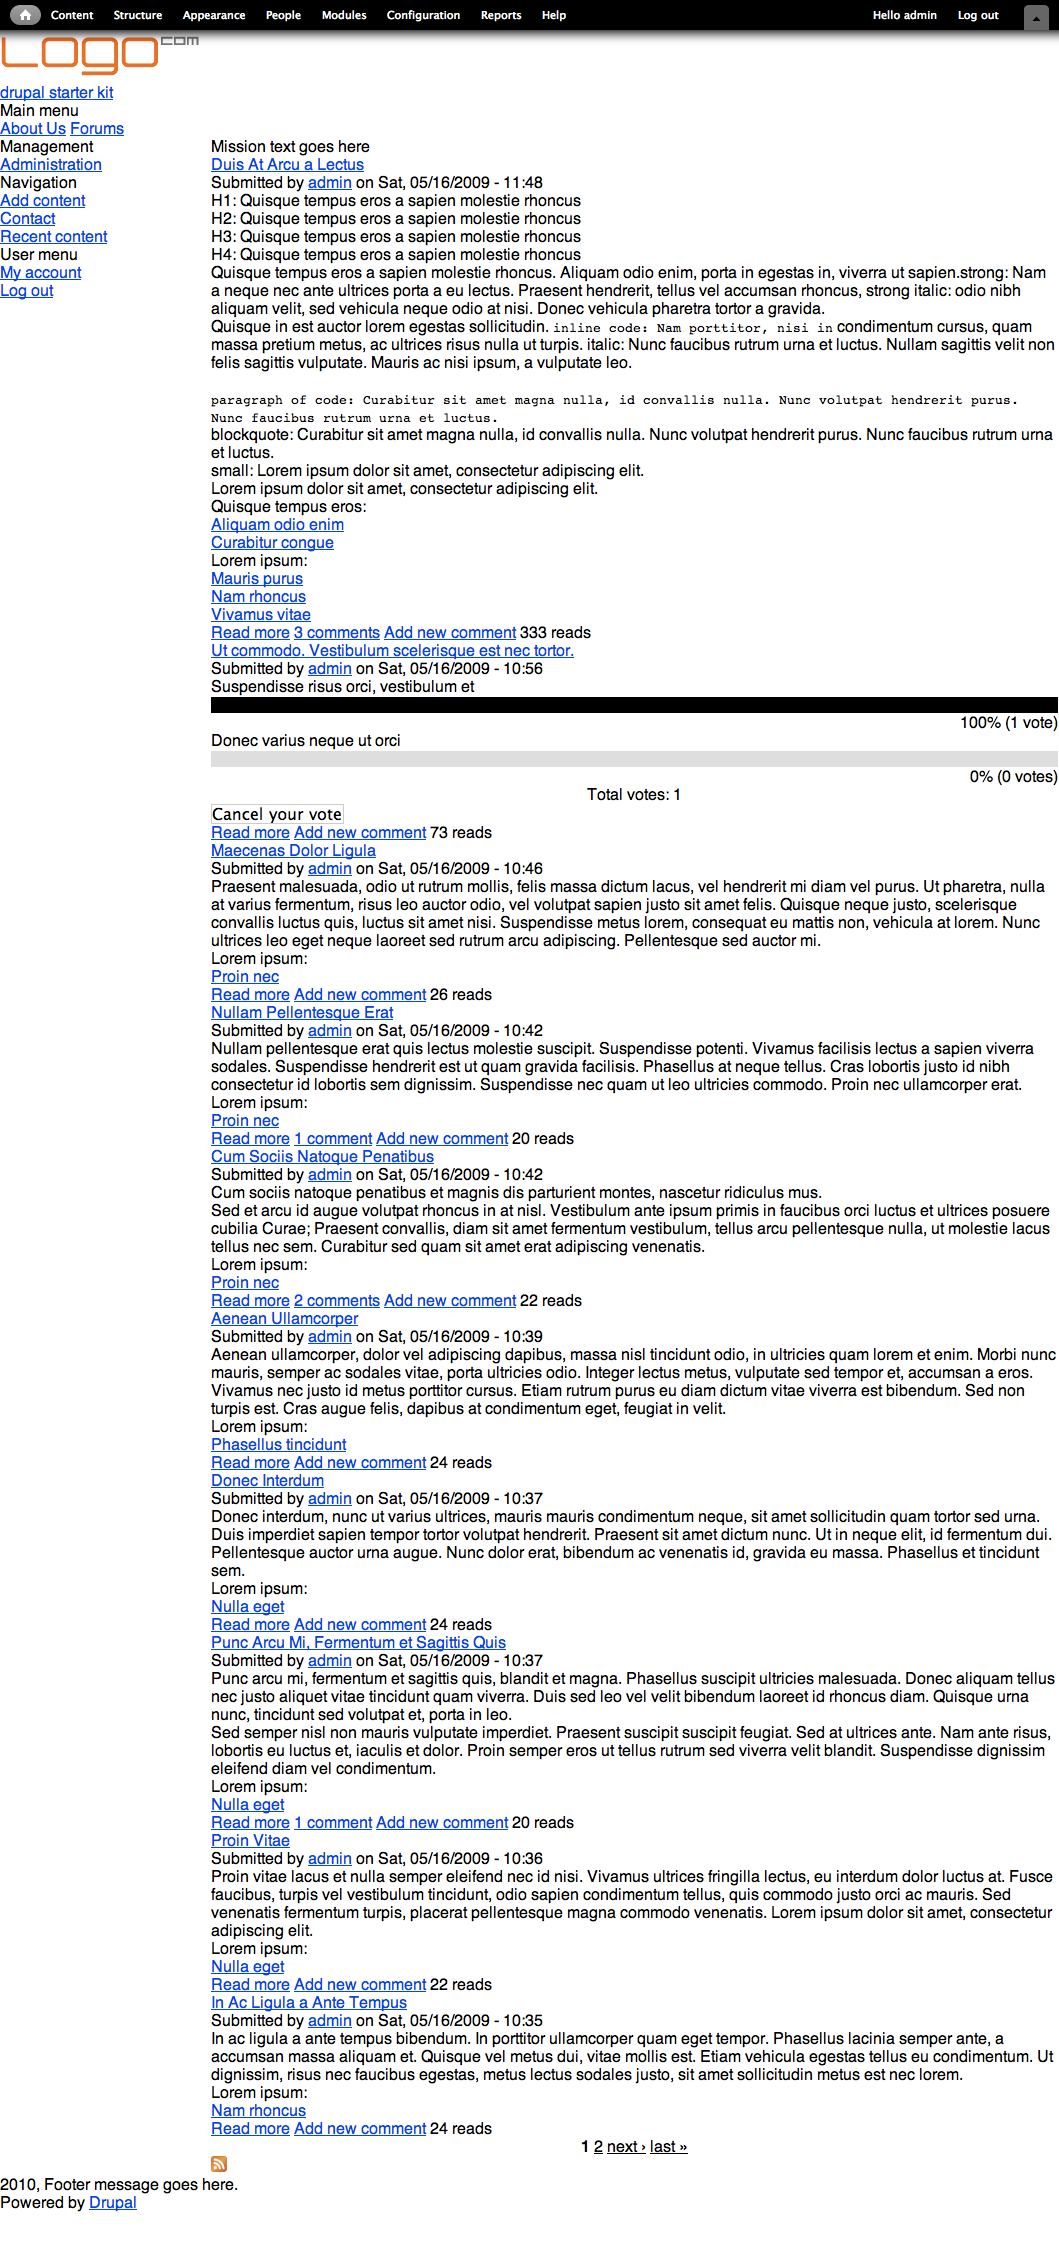 Content Structure Appearance People Modules Configuration Reports Help Hello admin Log out
Logo com
drupal starter kit
Main menu
About Us Forums
Management
Administration
Navigation
Add content
Contact
Recent content
User menu
My account
Log out
Mission text goes here
Duis At Arcu a Lectus
Submitted by admin on Sat, 05/16/2009 - 11:48
H1: Quisque tempus eros a sapien molestie rhoncus
H2: Quisque tempus eros a sapien molestie rhoncus
H3: Quisque tempus eros a sapien molestie rhoncus
H4: Quisque tempus eros a sapien molestie rhoncus
Quisque tempus eros a sapien molestie rhoncus. Aliquam odio enim, porta in egestas in, viverra ut sapien.strong: Nam
a neque nec ante ultrices porta a eu lectus. Praesent hendrerit, tellus vel accumsan rhoncus, strong italic: odio nibh
aliquam velit, sed vehicula neque odio at nisi. Donec vehicula pharetra tortor a gravida.
Quisque in est auctor lorem egestas sollicitudin. inline code: Nam porttitor, nisi in condimentum cursus, quam
massa pretium metus, ac ultrices risus nulla ut turpis. italic: Nunc faucibus rutrum urna et luctus. Nullam sagittis velit non
felis sagittis vulputate. Mauris ac nisi ipsum, a vulputate leo.
paragraph of code: Curabitur sit amet magna nulla, id convallis nulla. Nunc volutpat hendrerit purus.
Nunc faucibus rutrum urna et luctus.
blockquote: Curabitur sit amet magna nulla, id convallis nulla. Nunc volutpat hendrerit purus. Nunc faucibus rutrum urna
et luctus.
small: Lorem ipsum dolor sit amet, consectetur adipiscing elit.
Lorem ipsum dolor sit amet, consectetur adipiscing elit.
Quisque tempus eros:
Aliquam odio enim
Curabitur congue
Lorem ipsum:
Mauris purus
Nam rhoncus
Vivamus vitae
Read more 3 comments Add new comment 333 reads
Ut commodo. Vestibulum scelerisque est nec tortor.
Submitted by admin on Sat, 05/16/2009 - 10:56
Suspendisse risus orci, vestibulum et
100% (1 vote)
Donec varius neque ut orci
0% (0 votes)
Total votes: 1
Cancel your vote
Read more Add new comment 73 reads
Maecenas Dolor Ligula
Submitted by admin on Sat, 05/16/2009 - 10:46
Praesent malesuada, odio ut rutrum mollis, felis massa dictum lacus, vel hendrerit mi diam vel purus. Ut pharetra, nulla
at varius fermentum, risus leo auctor odio, vel volutpat sapien justo sit amet felis. Quisque neque justo, scelerisque
convallis luctus quis, luctus sit amet nisi. Suspendisse metus lorem, consequat eu mattis non, vehicula at lorem. Nunc
ultrices leo eget neque laoreet sed rutrum arcu adipiscing. Pellentesque sed auctor mi.
Lorem ipsum:
Proin nec
Read more Add new comment 26 reads
Nullam Pellentesque Erat
Submitted by admin on Sat, 05/16/2009 - 10:42
Nullam pellentesque erat quis lectus molestie suscipit. Suspendisse potenti. Vivamus facilisis lectus a sapien viverra
sodales. Suspendisse hendrerit est ut quam gravida facilisis. Phasellus at neque tellus. Cras lobortis justo id nibh
consectetur id lobortis sem dignissim. Suspendisse nec quam ut leo ultricies commodo. Proin nec ullamcorper erat.
Lorem ipsum:
Proin nec
Read more 1 comment Add new comment 20 reads
Cum Sociis Natoque Penatibus
Submitted by admin on Sat, 05/16/2009 - 10:42
Cum sociis natoque penatibus et magnis dis parturient montes, nascetur ridiculus mus.
Sed et arcu id augue volutpat rhoncus in at nisl. Vestibulum ante ipsum primis in faucibus orci luctus et ultrices posuere
cubilia Curae; Praesent convallis, diam sit amet fermentum vestibulum, tellus arcu pellentesque nulla, ut molestie lacus
tellus nec sem. Curabitur sed quam sit amet erat adipiscing venenatis.
Lorem ipsum:
Proin nec
Read more 2 comments Add new comment 22 reads
Aenean Ullamcorper
Submitted by admin on Sat, 05/16/2009 - 10:39
Aenean ullamcorper, dolor vel adipiscing dapibus, massa nisl tincidunt odio, in ultricies quam lorem et enim. Morbi nunc
mauris, semper ac sodales vitae, porta ultricies odio. Integer lectus metus, vulputate sed tempor et, accumsan a eros.
Vivamus nec justo id metus porttitor cursus. Etiam rutrum purus eu diam dictum vitae viverra est bibendum. Sed non
turpis est. Cras augue felis, dapibus at condimentum eget, feugiat in velit.
Lorem ipsum:
Phasellus tincidunt
Read more Add new comment 24 reads
Donec Interdum
Submitted by admin on Sat, 05/16/2009 - 10:37
Donec interdum, nunc ut varius ultrices, mauris mauris condimentum neque, sit amet sollicitudin quam tortor sed urna.
Duis imperdiet sapien tempor tortor volutpat hendrerit. Praesent sit amet dictum nunc. Ut in neque elit, id fermentum dui.
Pellentesque auctor urna augue. Nunc dolor erat, bibendum ac venenatis id, gravida eu massa. Phasellus et tincidunt
sem.
Lorem ipsum:
Nulla eget
Read more Add new comment 24 reads
Punc Arcu Mi, Fermentum et Sagittis Quis
Submitted by admin on Sat, 05/16/2009 - 10:37
Punc arcu mi, fermentum et sagittis quis, blandit et magna. Phasellus suscipit ultricies malesuada. Donec aliquam tellus
nec justo aliquet vitae tincidunt quam viverra. Duis sed leo vel velit bibendum laoreet id rhoncus diam. Quisque urna
nunc, tincidunt sed volutpat et, porta in leo.
Sed semper nisl non mauris vulputate imperdiet. Praesent suscipit suscipit feugiat. Sed at ultrices ante. Nam ante risus,
lobortis eu luctus et, iaculis et dolor. Proin semper eros ut tellus rutrum sed viverra velit blandit. Suspendisse dignissim
eleifend diam vel condimentum.
Lorem ipsum:
Nulla eget
Read more 1 comment Add new comment 20 reads
Proin Vitae
Submitted by admin on Sat, 05/16/2009 - 10:36
Proin vitae lacus et nulla semper eleifend nec id nisi. Vivamus ultrices fringilla lectus, eu interdum dolor luctus at. Fusce
faucibus, turpis vel vestibulum tincidunt, odio sapien condimentum tellus, quis commodo justo orci ac mauris. Sed
venenatis fermentum turpis, placerat pellentesque magna commodo venenatis. Lorem ipsum dolor sit amet, consectetur
adipiscing elit.
Lorem ipsum:
Nulla eget
Read more Add new comment 22 reads
In Ac Ligula a Ante Tempus
Submitted by admin on Sat, 05/16/2009 - 10:35
In ac ligula a ante tempus bibendum. In porttitor ullamcorper quam eget tempor. Phasellus lacinia semper ante, a
accumsan massa aliquam et. Quisque vel metus dui, vitae mollis est. Etiam vehicula egestas tellus eu condimentum. Ut
dignissim, risus nec faucibus egestas, metus lectus sodales justo, sit amet sollicitudin metus est nec lorem.
Lorem ipsum:
Nam rhoncus
Read more Add new comment 24 reads
1 2 next › last »
2010, Footer message goes here.
Powered by Drupal